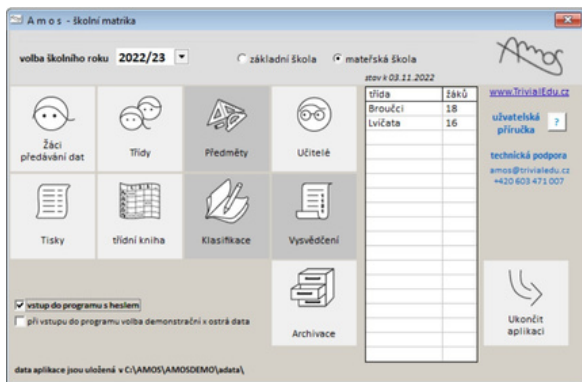 A m o s - školní matrika
volba školního roku 2022/23
základní škola mateřská škola
stav k 03.11.2022
Amos
www.TrivialEdu.cz
uživatelská
příručka ?
technická podpora
amos@trivialedu.cz
+420 603 471 007
třída žáků
Broučci 18
Lvíčata 16
Žáci
předávání dat
Třídy
Předměty
Učitelé
Tisky
třídní kniha
Klasifikace
Vysvědčení
Archivace
Ukončit
aplikaci
vstup do programu s heslem
při vstupu do programu volba demonstrační x ostrá data
data aplikace jsou uložená v C:\AMOS\AMOSDEMO\adata\